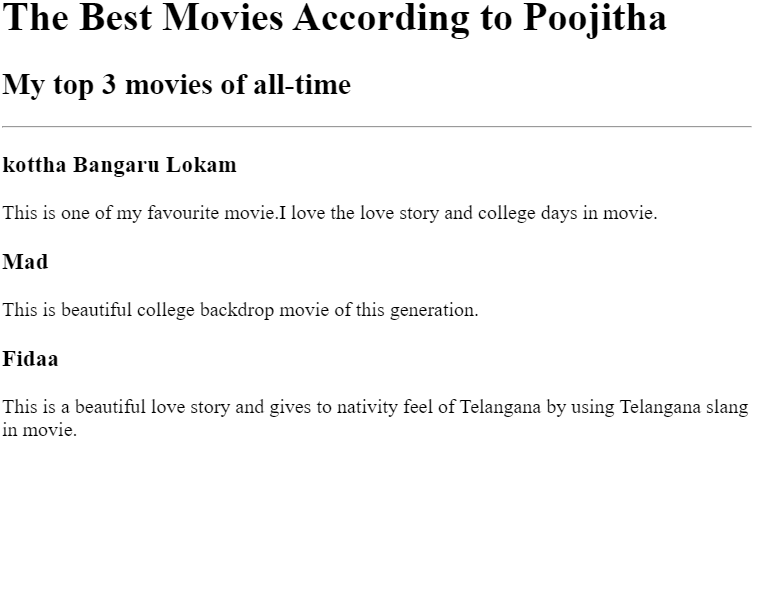 The Best Movies According to Poojitha
My top 3 movies of all-time
kottha Bangaru Lokam
This is one of my favourite movie.I love the love story and college days in movie.
Mad
This is beautiful college backdrop movie of this generation.
Fidaa
This is a beautiful love story and gives to nativity feel of Telangana by using Telangana slang
in movie.